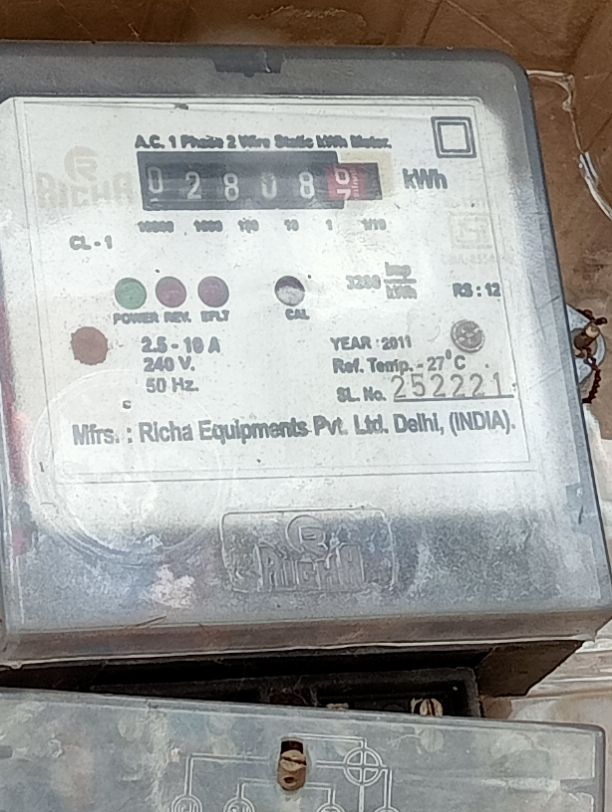 A.C. 1 Phase 2 Wire Static kWh Meter.
RICHA
0 2 8 0 8 kWh
10000 1000 100 10 1 1/10
CL - 1
3200 imp/kWh
RS : 12
POWER REV. EFLT CAL
2.5 - 10 A
240 V.
50 Hz.
YEAR : 2011
Ref. Temp. - 27°C
SL. No. 252221
Mfrs. : Richa Equipments Pvt. Ltd. Delhi, (INDIA).
RICHA